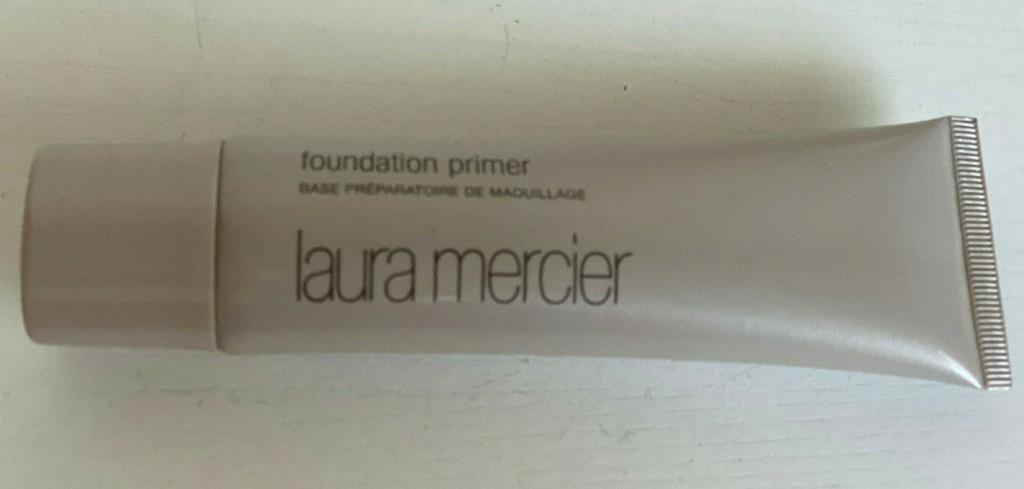 foundation primer
BASE PRÉPARATOIRE DE MAQUILLAGE
laura mercier